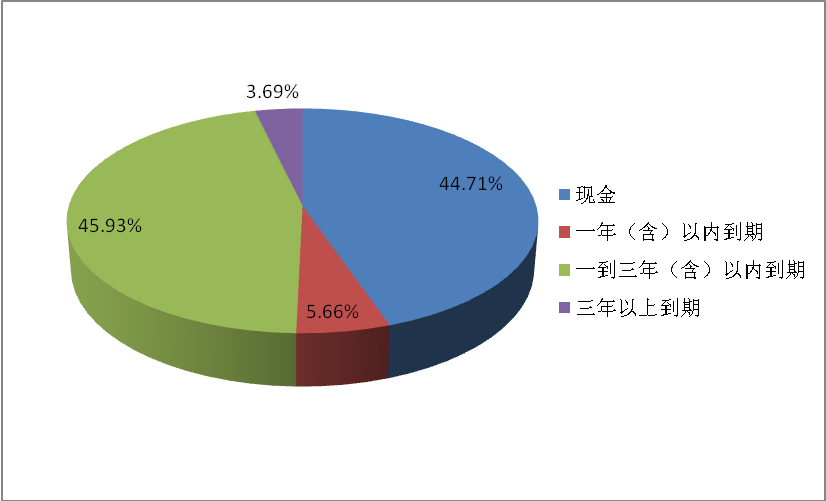 3.69%
44.71%
45.93%
5.66%
现金
一年（含）以内到期
一到三年（含）以内到期
三年以上到期